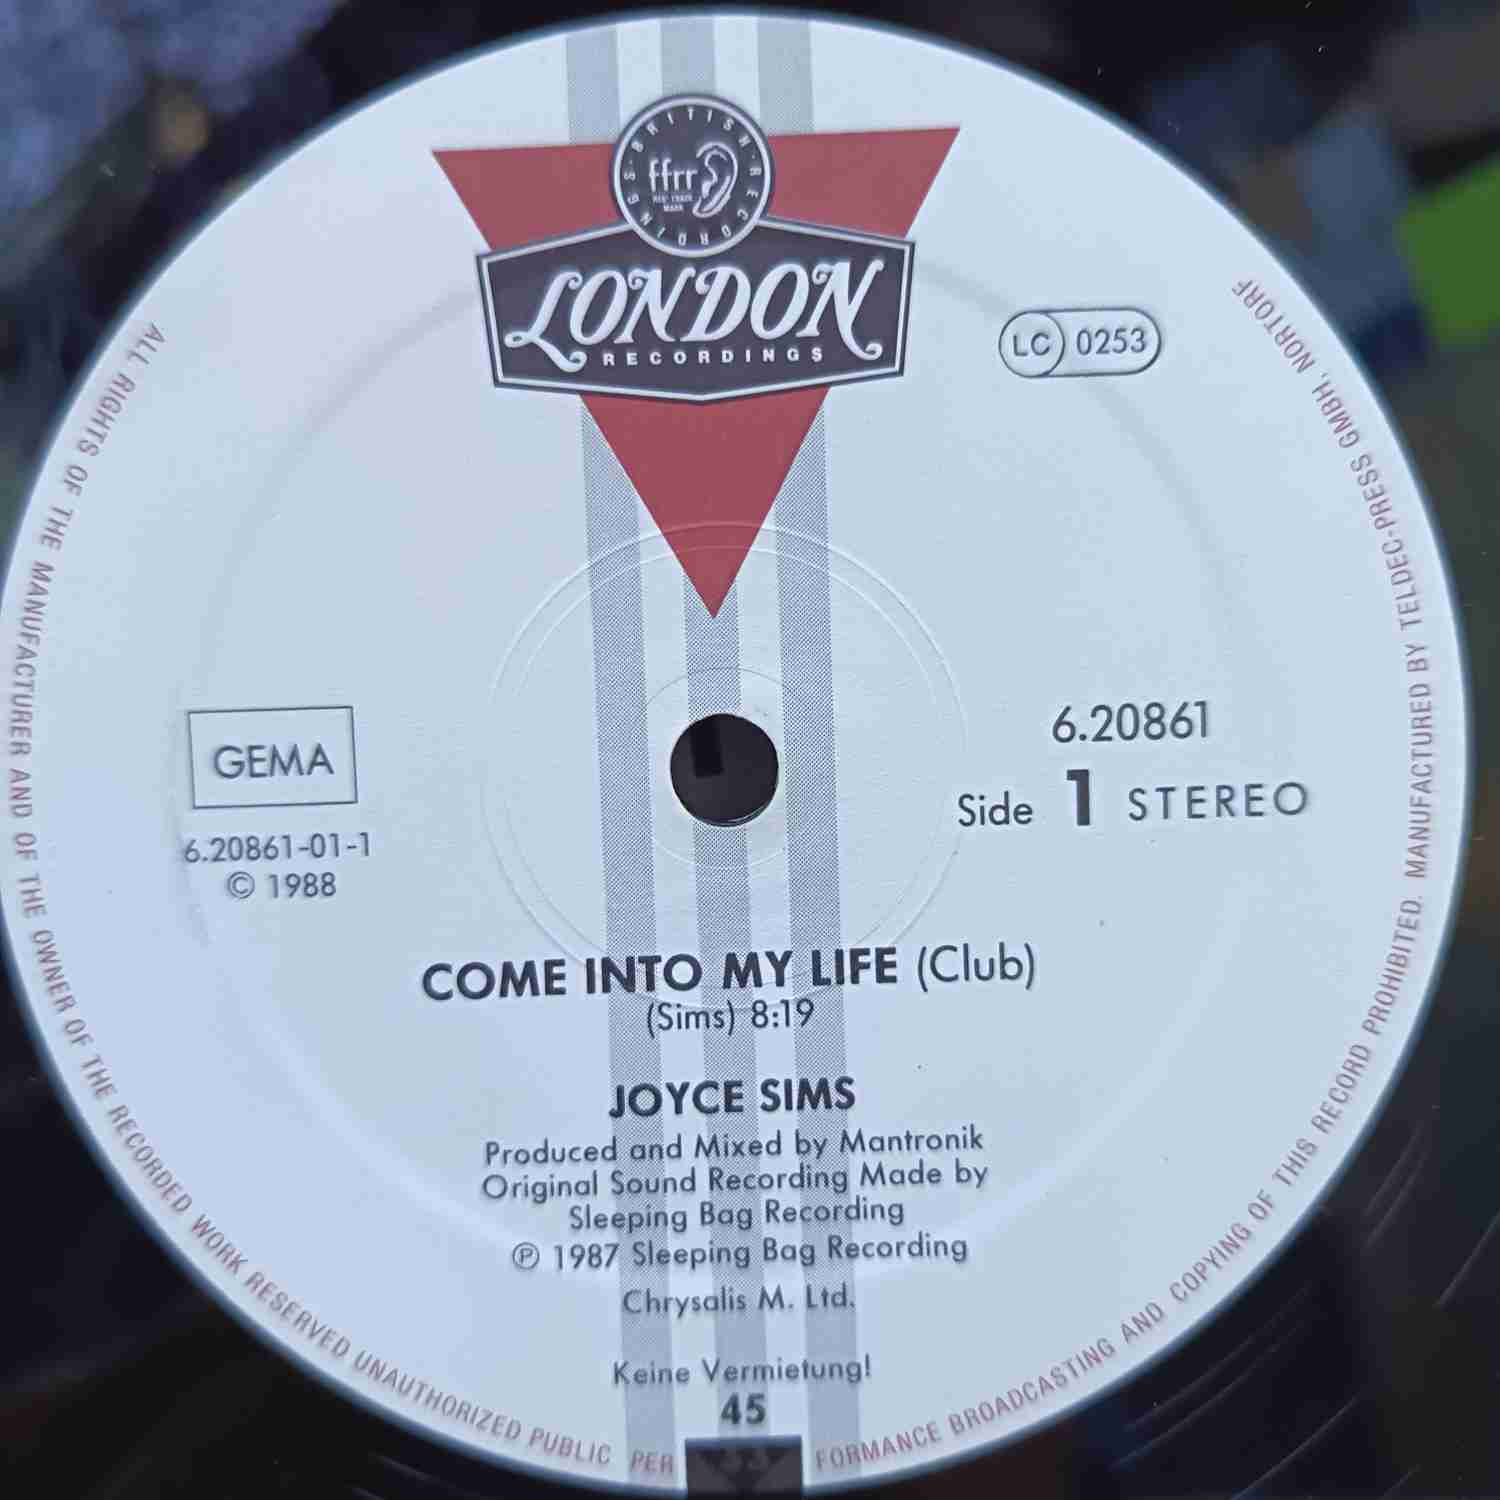 BRITISH · RECORDINGS ·
ffrr
REG^D TRADE
MARK
LONDON
RECORDINGS
LC 0253
GEMA
6.20861-01-1
© 1988
6.20861
Side 1 STEREO
COME INTO MY LIFE (Club)
(Sims) 8:19
JOYCE SIMS
Produced and Mixed by Mantronik
Original Sound Recording Made by
Sleeping Bag Recording
℗ 1987 Sleeping Bag Recording
Chrysalis M. Ltd.
Keine Vermietung!
45
ALL RIGHTS OF THE MANUFACTURER AND OF THE OWNER OF THE RECORDED WORK RESERVED UNAUTHORIZED PUBLIC PERFORMANCE BROADCASTING AND COPYING OF THIS RECORD PROHIBITED. MANUFACTURED BY TELDEC-PRESS GMBH, NORTORF